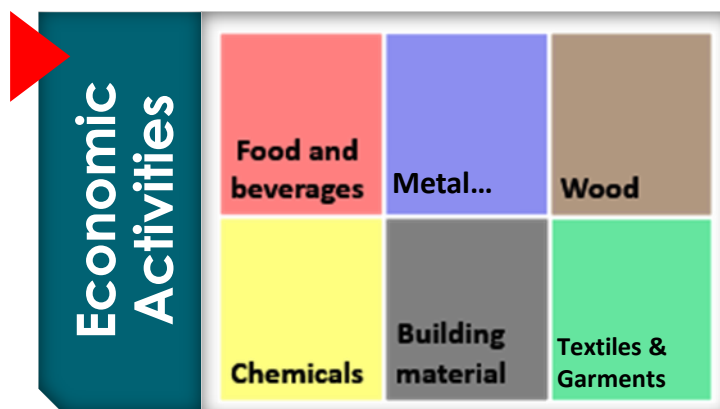 Economic
Activities
Food and
beverages
Metal...
Wood
Chemicals
Building
material
Textiles &
Garments